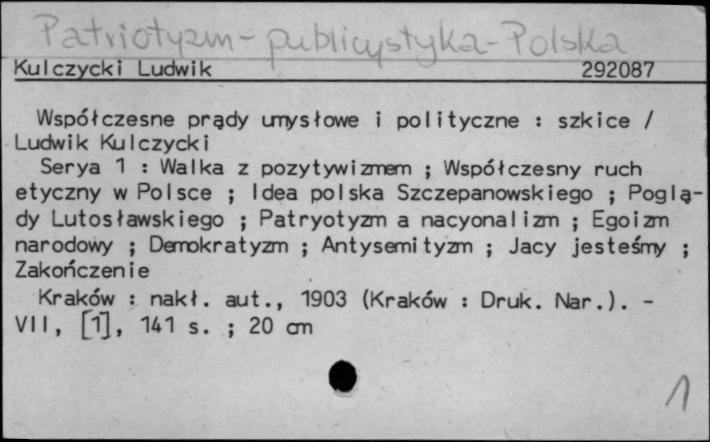 Patriotyzm - publicystyka - Polska
Kulczycki Ludwik 292087
Współczesne prądy umysłowe i polityczne : szkice /
Ludwik Kulczycki
Serya 1 : Walka z pozytywizmem ; Współczesny ruch
etyczny w Polsce ; Idea polska Szczepanowskiego ; Poglą-
dy Lutosławskiego ; Patryotyzm a nacyonalizm ; Egoizm
narodowy ; Demokratyzm ; Antysemityzm ; Jacy jesteśmy ;
Zakończenie
Kraków : nakł. aut., 1903 (Kraków : Druk. Nar.). -
VII, [1], 141 s. ; 20 cm
1